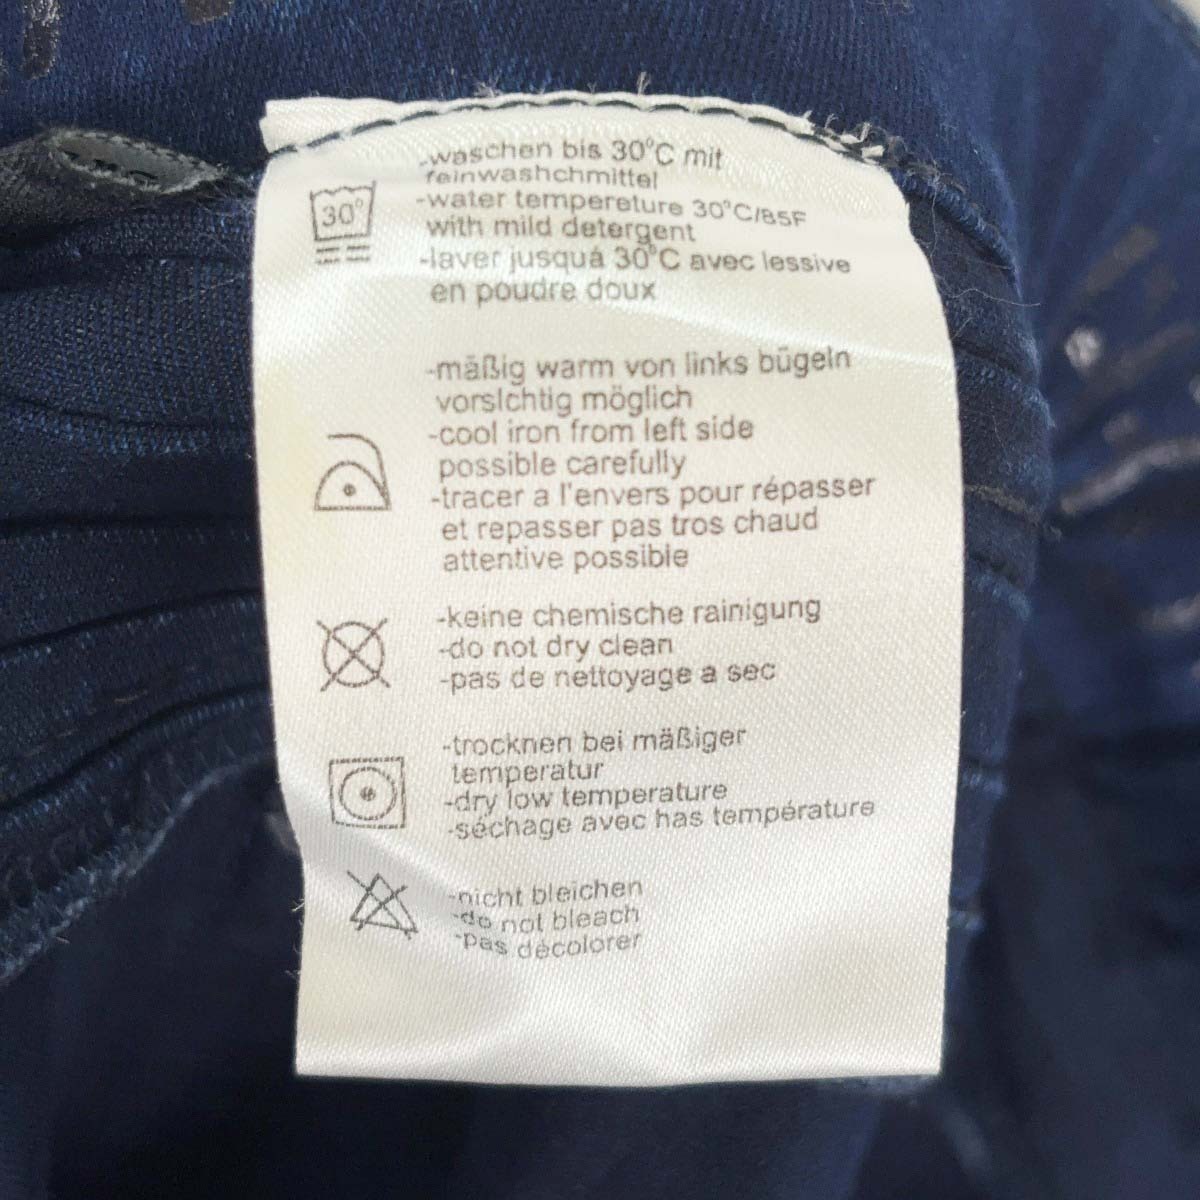 -waschen bis 30°C mit
reinwashchmittel
30°
-water tempereture 30°C/85F
with mild detergent
-laver jusquá 30°C avec lessive
en poudre doux
-mäßig warm von links bügeln
vorsIchtig möglich
-cool iron from left side
possible carefully
-tracer a l'envers pour répasser
et repasser pas tros chaud
attentive possible
-keine chemische rainigung
-do not dry clean
-pas de nettoyage a sec
-trocknen bei mäßiger
temperatur
-dry low temperature
-séchage avec has température
-nicht bleichen
-do not bleach
-pas décolorer